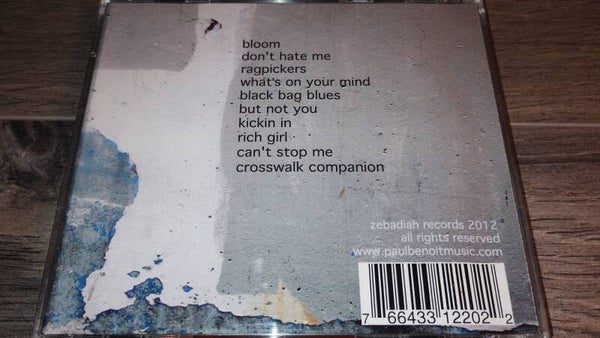 bloom
don't hate me
ragpickers
what's on your mind
black bag blues
but not you
kickin in
rich girl
can't stop me
crosswalk companion
zebadiah records 2012
all rights reserved
www.paulbenoitmusic.com
7 66433 12202 2